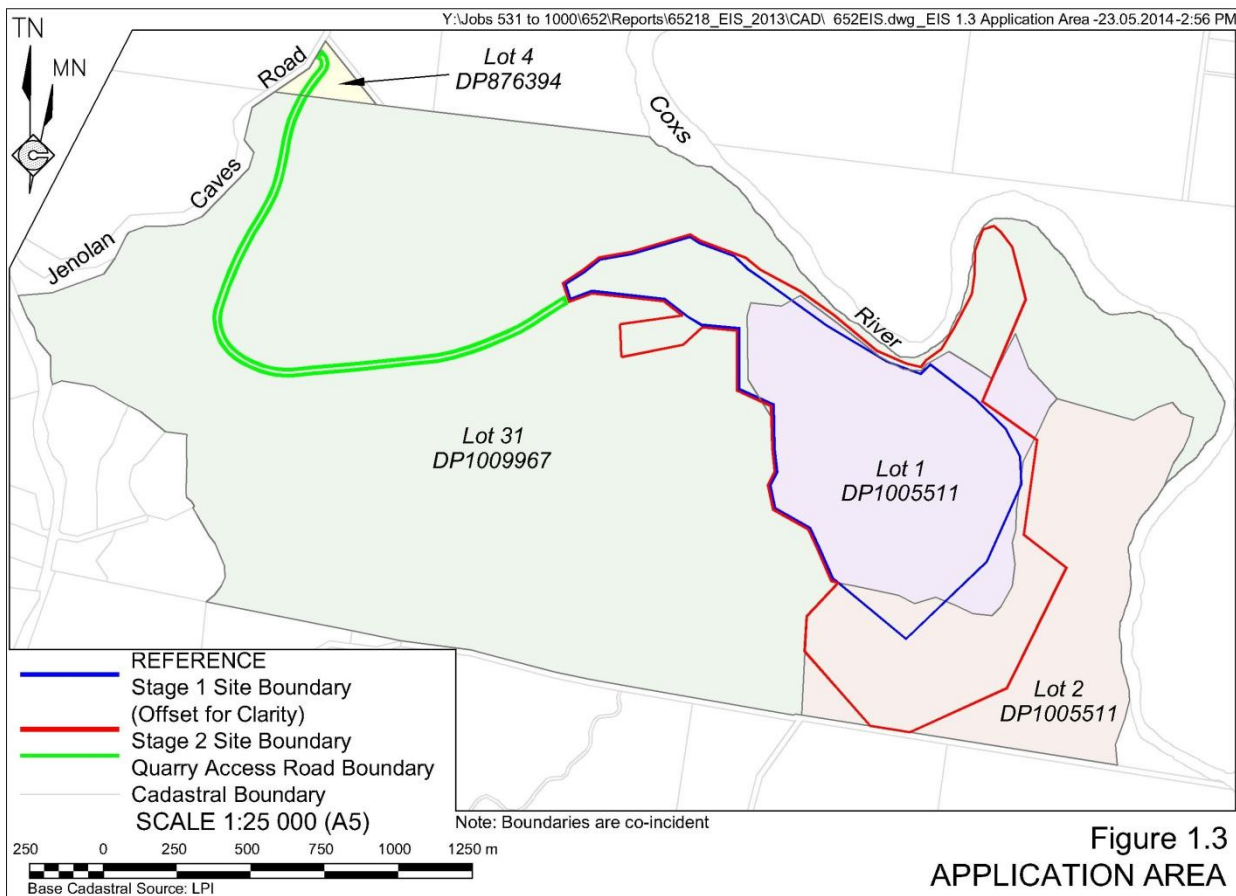 Y:\Jobs 531 to 1000\652\Reports\65218_EIS_2013\CAD\ 652EIS.dwg_EIS 1.3 Application Area -23.05.2014-2:56 PM
TN
MN
Lot 4
DP876394
Road
Caves
Jenolan
Coxs
River
Lot 31
DP1009967
Lot 1
DP1005511
Lot 2
DP1005511
REFERENCE
Stage 1 Site Boundary
(Offset for Clarity)
Stage 2 Site Boundary
Quarry Access Road Boundary
Cadastral Boundary
SCALE 1:25 000 (A5)
Note: Boundaries are co-incident
250 0 250 500 750 1000 1250 m
Base Cadastral Source: LPI
Figure 1.3
APPLICATION AREA